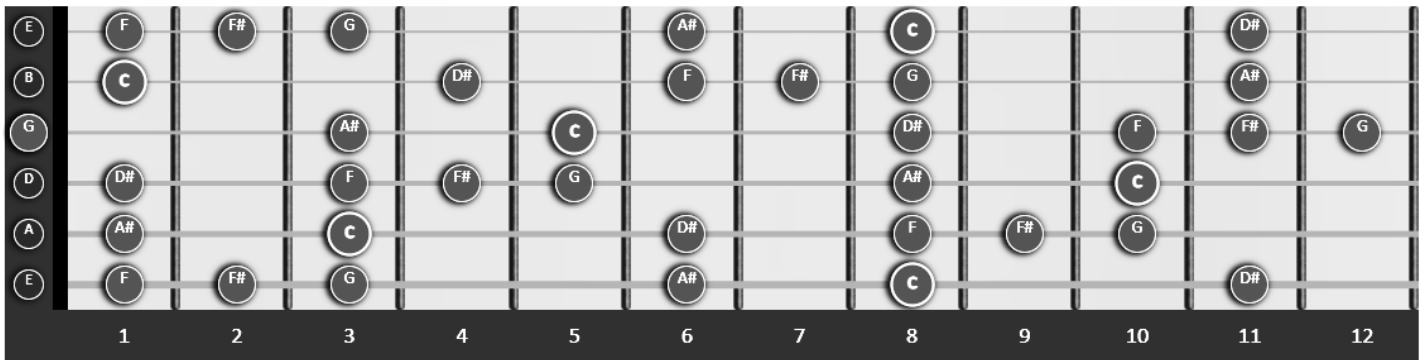 E F F# G A# C D#
B C D# F F# G A#
G A# C D# F F# G
D D# F F# G A# C
A A# C D# F F# G
E F F# G A# C D#
1 2 3 4 5 6 7 8 9 10 11 12